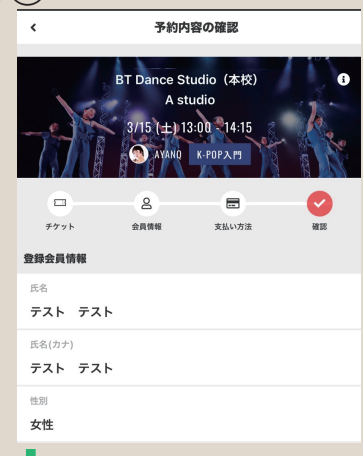 予約内容の確認
BT Dance Studio（本校）
A studio
3/15 (土) 13:00 - 14:15
AYANO K-POP入門
チケット 会員情報 支払い方法 確認
登録会員情報
氏名
テスト　テスト
氏名(カナ)
テスト　テスト
性別
女性